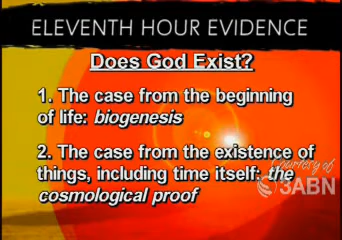 ELEVENTH HOUR EVIDENCE
Does God Exist?
1. The case from the beginning
of life: biogenesis
2. The case from the existence of
things, including time itself: the
cosmological proof
Courtesy of
3ABN